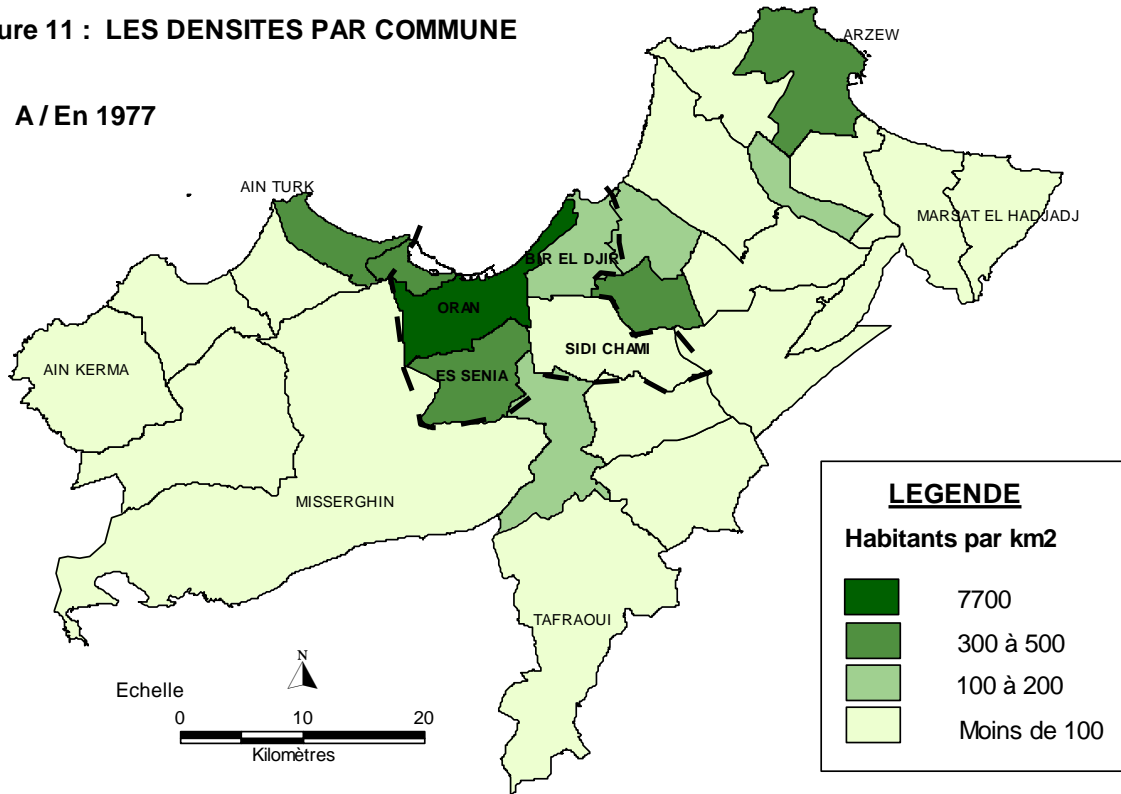 ure 11 : LES DENSITES PAR COMMUNE
A / En 1977
ARZEW
AIN TURK
MARSAT EL HADJADJ
BIR EL DJIR
ORAN
SIDI CHAMI
AIN KERMA
ES SENIA
MISSERGHIN
TAFRAOUI
N
Echelle
0 10 20
Kilomètres
LEGENDE
Habitants par km2
7700
300 à 500
100 à 200
Moins de 100